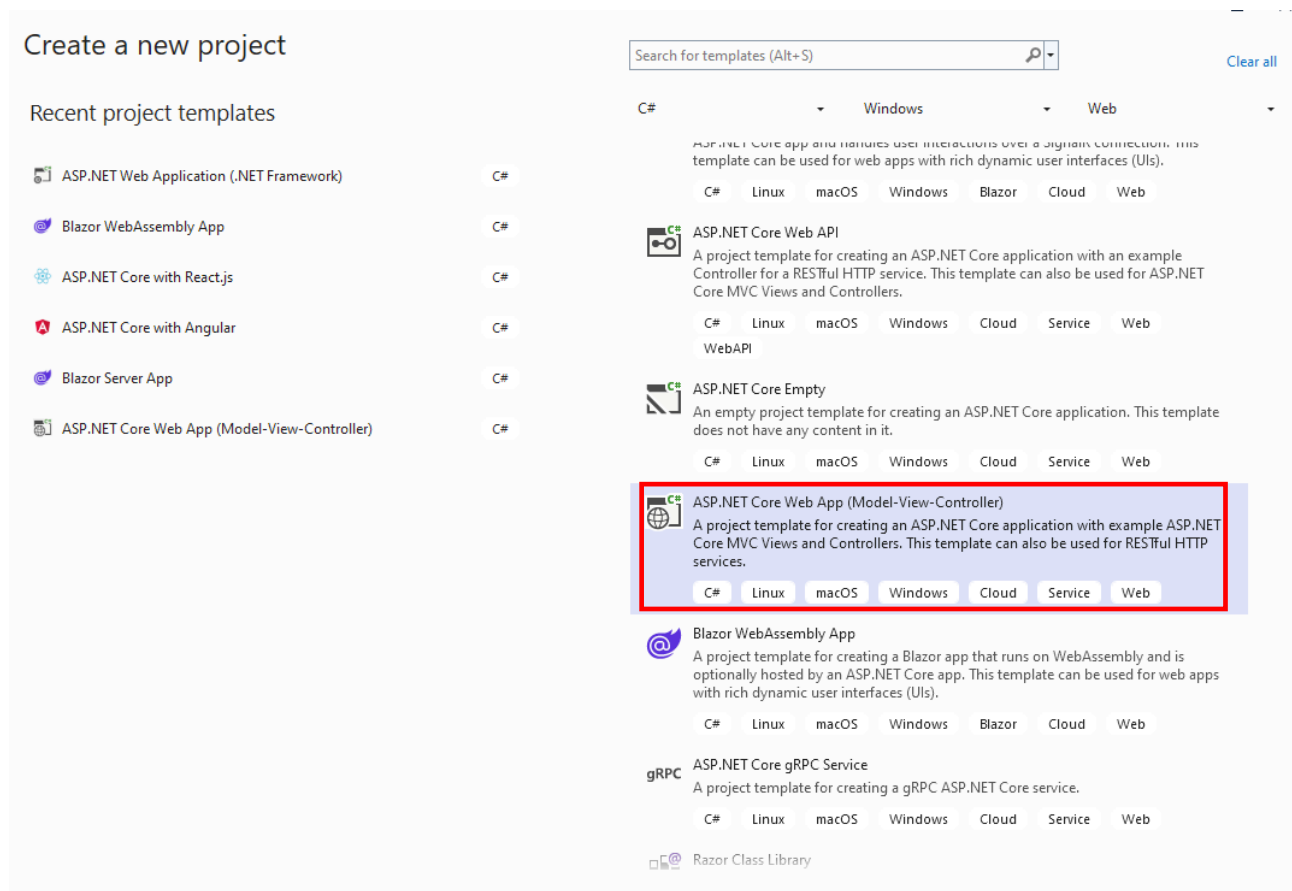 Create a new project
Search for templates (Alt+S)
Clear all
Recent project templates
C#
Windows
Web
ASP.NET Web Application (.NET Framework)
C#
Blazor WebAssembly App
C#
ASP.NET Core with React.js
C#
ASP.NET Core with Angular
C#
Blazor Server App
C#
ASP.NET Core Web App (Model-View-Controller)
C#
ASP.NET Core app and handles user interactions over a SignalR connection. This
template can be used for web apps with rich dynamic user interfaces (UIs).
C# Linux macOS Windows Blazor Cloud Web
C#
ASP.NET Core Web API
A project template for creating an ASP.NET Core application with an example
Controller for a RESTful HTTP service. This template can also be used for ASP.NET
Core MVC Views and Controllers.
C# Linux macOS Windows Cloud Service Web
WebAPI
C#
ASP.NET Core Empty
An empty project template for creating an ASP.NET Core application. This template
does not have any content in it.
C# Linux macOS Windows Cloud Service Web
C#
ASP.NET Core Web App (Model-View-Controller)
A project template for creating an ASP.NET Core application with example ASP.NET
Core MVC Views and Controllers. This template can also be used for RESTful HTTP
services.
C# Linux macOS Windows Cloud Service Web
Blazor WebAssembly App
A project template for creating a Blazor app that runs on WebAssembly and is
optionally hosted by an ASP.NET Core app. This template can be used for web apps
with rich dynamic user interfaces (UIs).
C# Linux macOS Windows Blazor Cloud Web
gRPC
ASP.NET Core gRPC Service
A project template for creating a gRPC ASP.NET Core service.
C# Linux macOS Windows Cloud Service Web
Razor Class Library